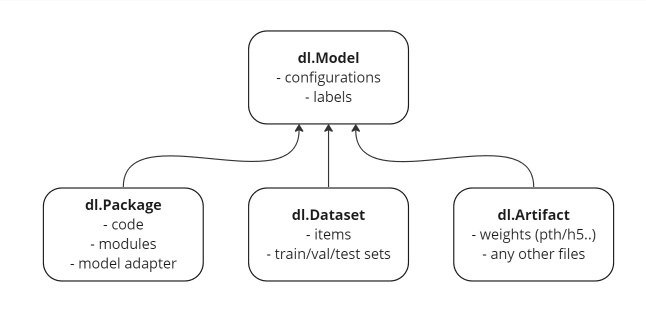 dl.Model
- configurations
- labels
dl.Package
- code
- modules
- model adapter
dl.Dataset
- items
- train/val/test sets
dl.Artifact
- weights (pth/h5..)
- any other files